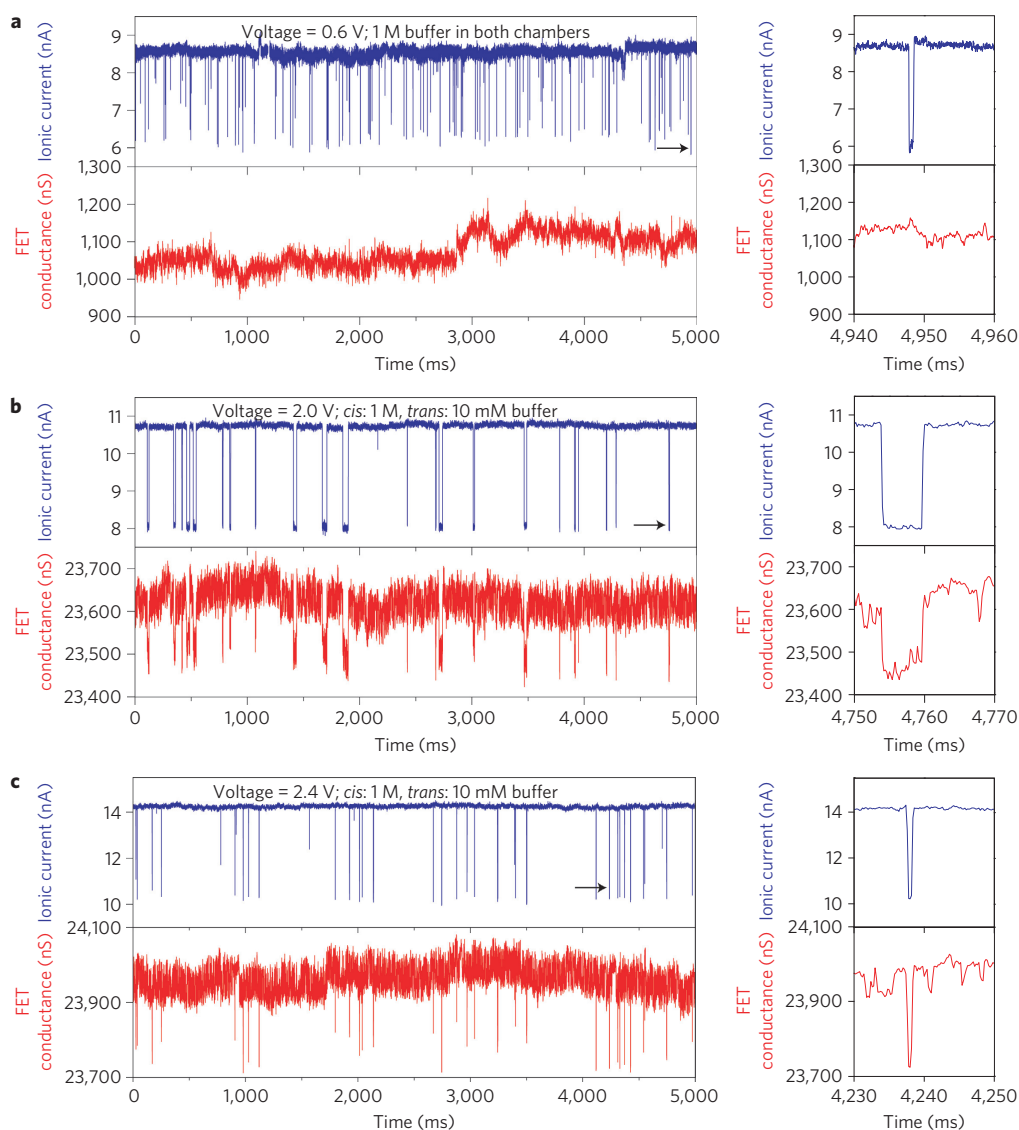 a
Voltage = 0.6 V; 1 M buffer in both chambers
Ionic current (nA)
9
8
7
6
FET
conductance (nS)
1,300
1,200
1,100
1,000
900
0 1,000 2,000 3,000 4,000 5,000
Time (ms)
Ionic current (nA)
9
8
7
6
FET
conductance (nS)
1,300
1,200
1,100
1,000
900
4,940 4,950 4,960
Time (ms)
b
Voltage = 2.0 V; cis: 1 M, trans: 10 mM buffer
Ionic current (nA)
11
10
9
8
FET
conductance (nS)
23,700
23,600
23,500
23,400
0 1,000 2,000 3,000 4,000 5,000
Time (ms)
Ionic current (nA)
11
10
9
8
FET
conductance (nS)
23,700
23,600
23,500
23,400
4,750 4,760 4,770
Time (ms)
c
Voltage = 2.4 V; cis: 1 M, trans: 10 mM buffer
Ionic current (nA)
14
12
10
FET
conductance (nS)
24,100
23,900
23,700
0 1,000 2,000 3,000 4,000 5,000
Time (ms)
Ionic current (nA)
14
12
10
FET
conductance (nS)
24,100
23,900
23,700
4,230 4,240 4,250
Time (ms)